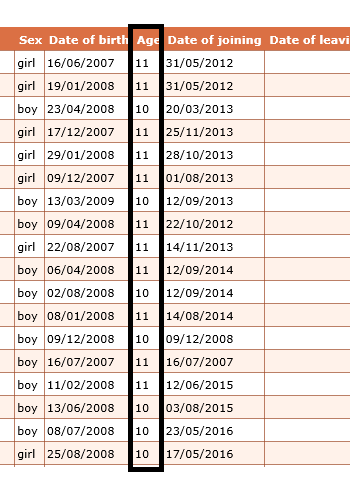 Sex Date of birth Age Date of joining Date of leavi
girl 16/06/2007 11 31/05/2012
girl 19/01/2008 11 31/05/2012
boy 23/04/2008 10 20/03/2013
girl 17/12/2007 11 25/11/2013
girl 29/01/2008 11 28/10/2013
girl 09/12/2007 11 01/08/2013
boy 13/03/2009 10 12/09/2013
boy 09/04/2008 11 22/10/2012
girl 22/08/2007 11 14/11/2013
boy 06/04/2008 11 12/09/2014
boy 02/08/2008 10 12/09/2014
boy 08/01/2008 11 14/08/2014
boy 09/12/2008 10 09/12/2008
boy 16/07/2007 11 16/07/2007
boy 11/02/2008 11 12/06/2015
boy 13/06/2008 10 03/08/2015
boy 08/07/2008 10 23/05/2016
girl 25/08/2008 10 17/05/2016